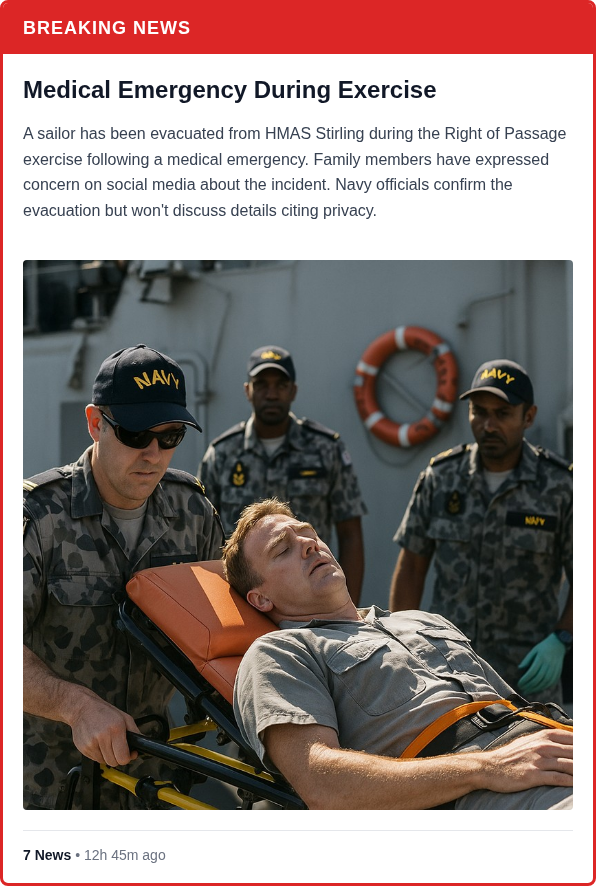 BREAKING NEWS
Medical Emergency During Exercise
A sailor has been evacuated from HMAS Stirling during the Right of Passage
exercise following a medical emergency. Family members have expressed
concern on social media about the incident. Navy officials confirm the
evacuation but won't discuss details citing privacy.
NAVY
NAVY
NAVY
7 News • 12h 45m ago